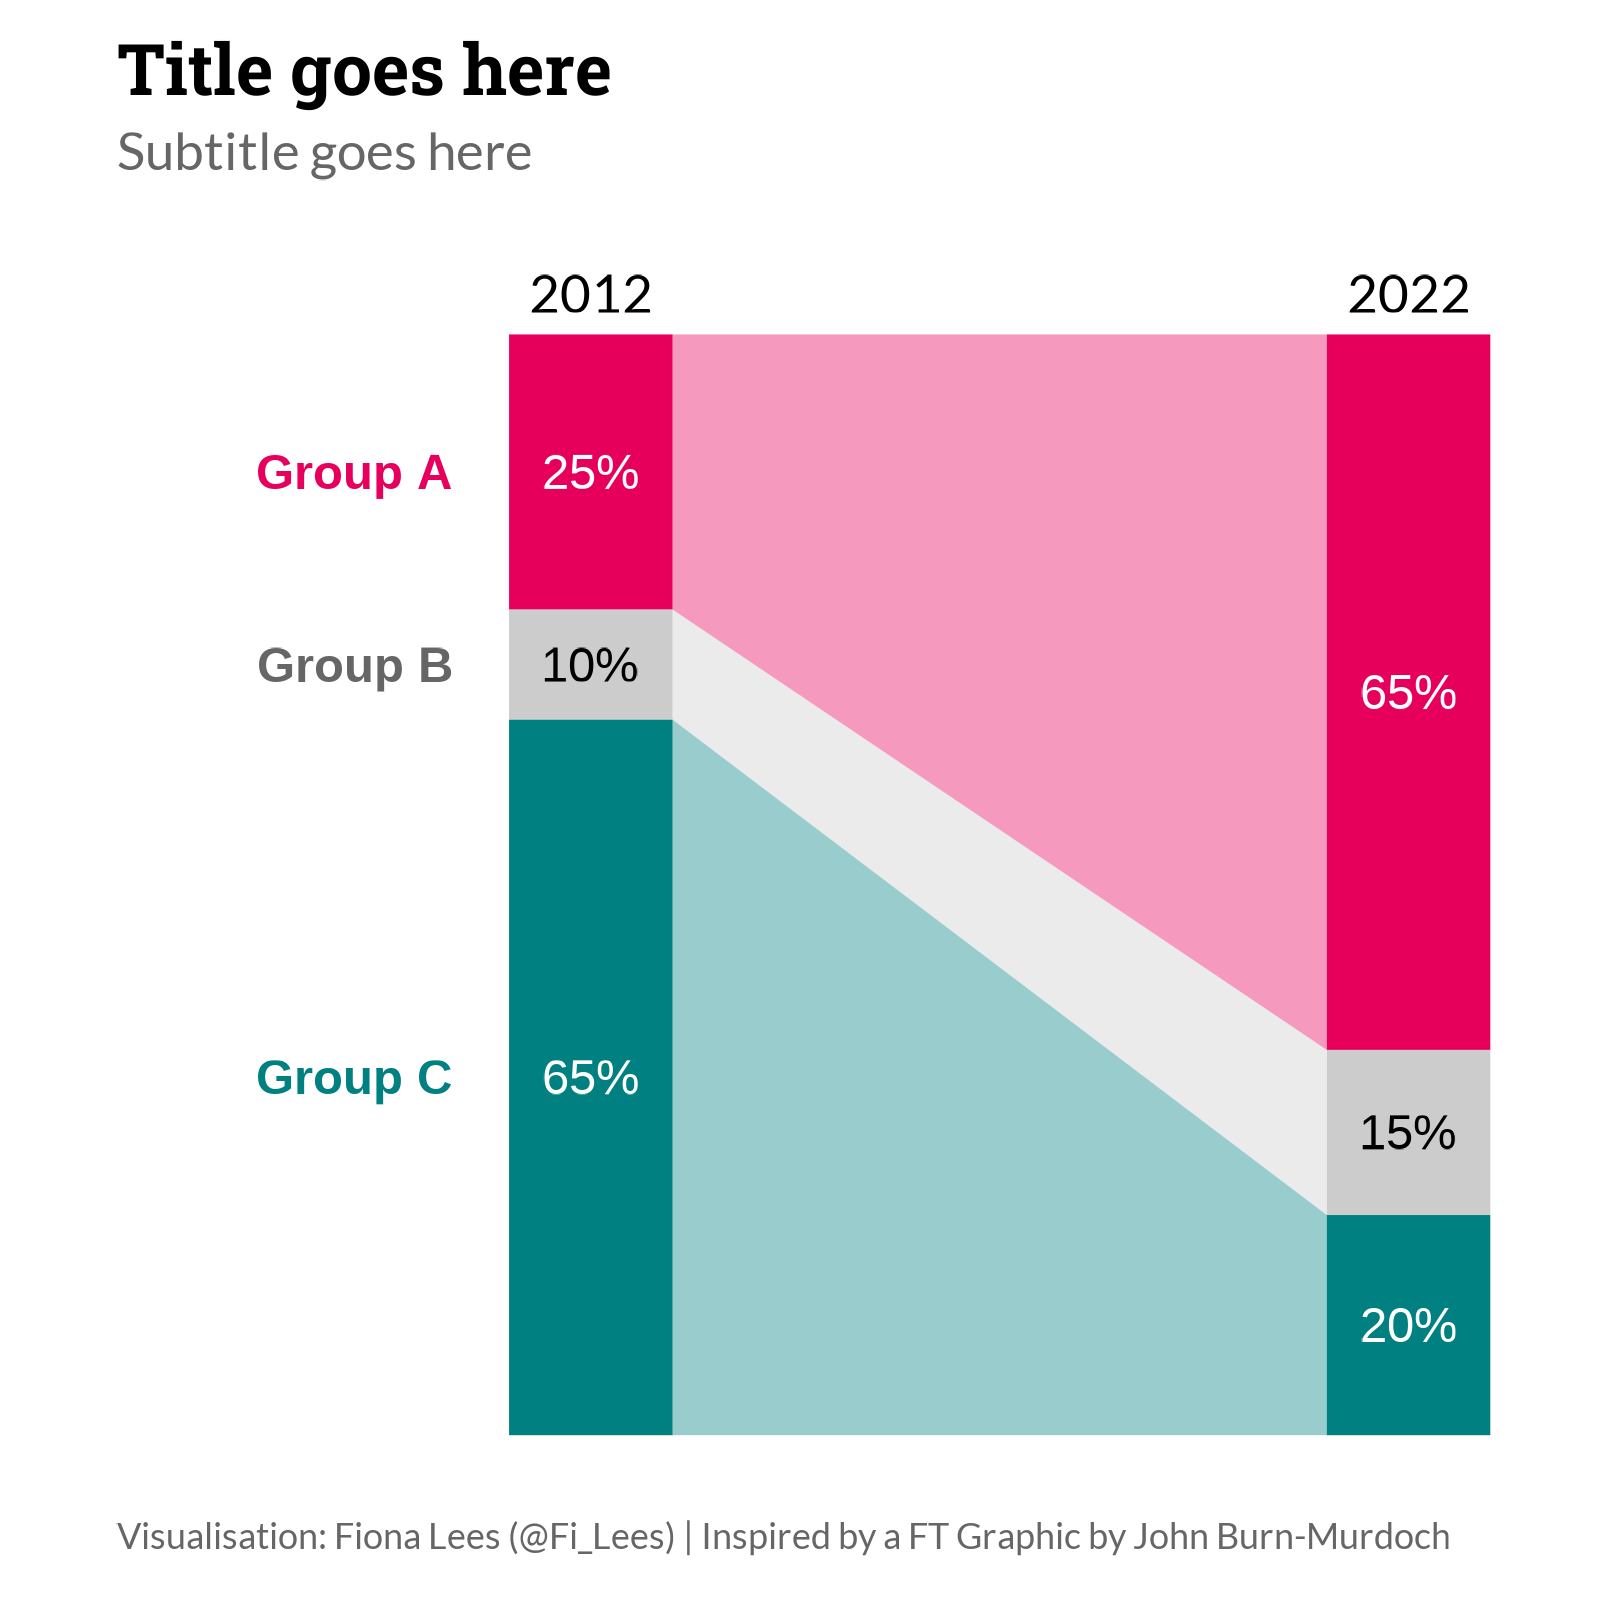 Title goes here
Subtitle goes here
2012 2022
Group A 25%
Group B 10%
65%
Group C 65%
15%
20%
Visualisation: Fiona Lees (@Fi_Lees) | Inspired by a FT Graphic by John Burn-Murdoch